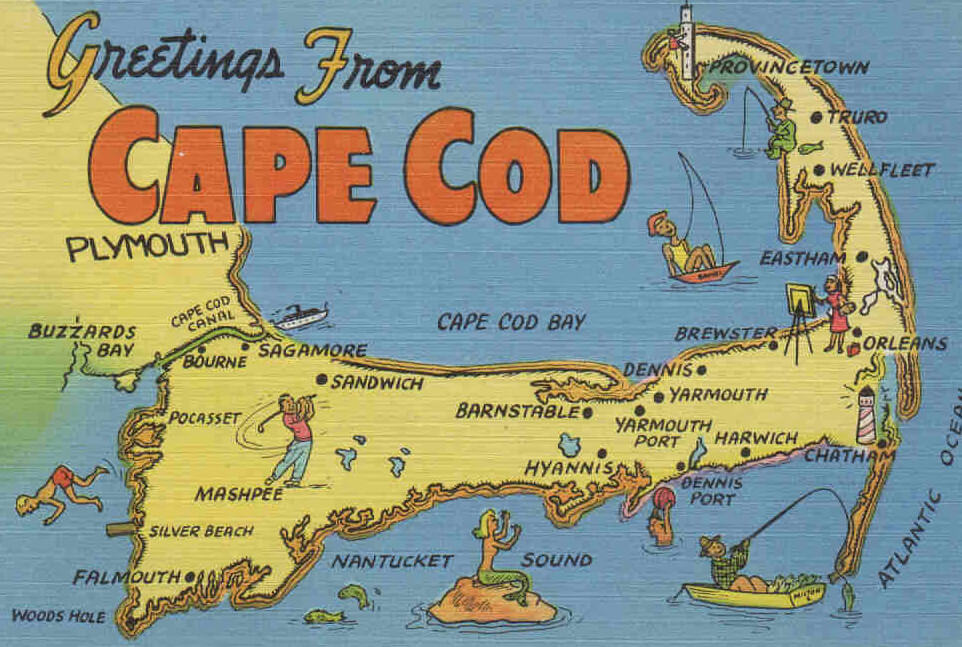 Greetings From
CAPE COD
PROVINCETOWN
TRURO
WELLFLEET
PLYMOUTH
EASTHAM
CAPE COD
CANAL
BUZZARDS
BAY
CAPE COD BAY
BREWSTER
ORLEANS
BOURNE
SAGAMORE
SANDWICH
DENNIS
YARMOUTH
BARNSTABLE
YARMOUTH
PORT
POCASSET
HARWICH
CHATHAM
HYANNIS
DENNIS
PORT
MASHPEE
SILVER BEACH
NANTUCKET SOUND
FALMOUTH
WOODS HOLE
ATLANTIC OCEAN